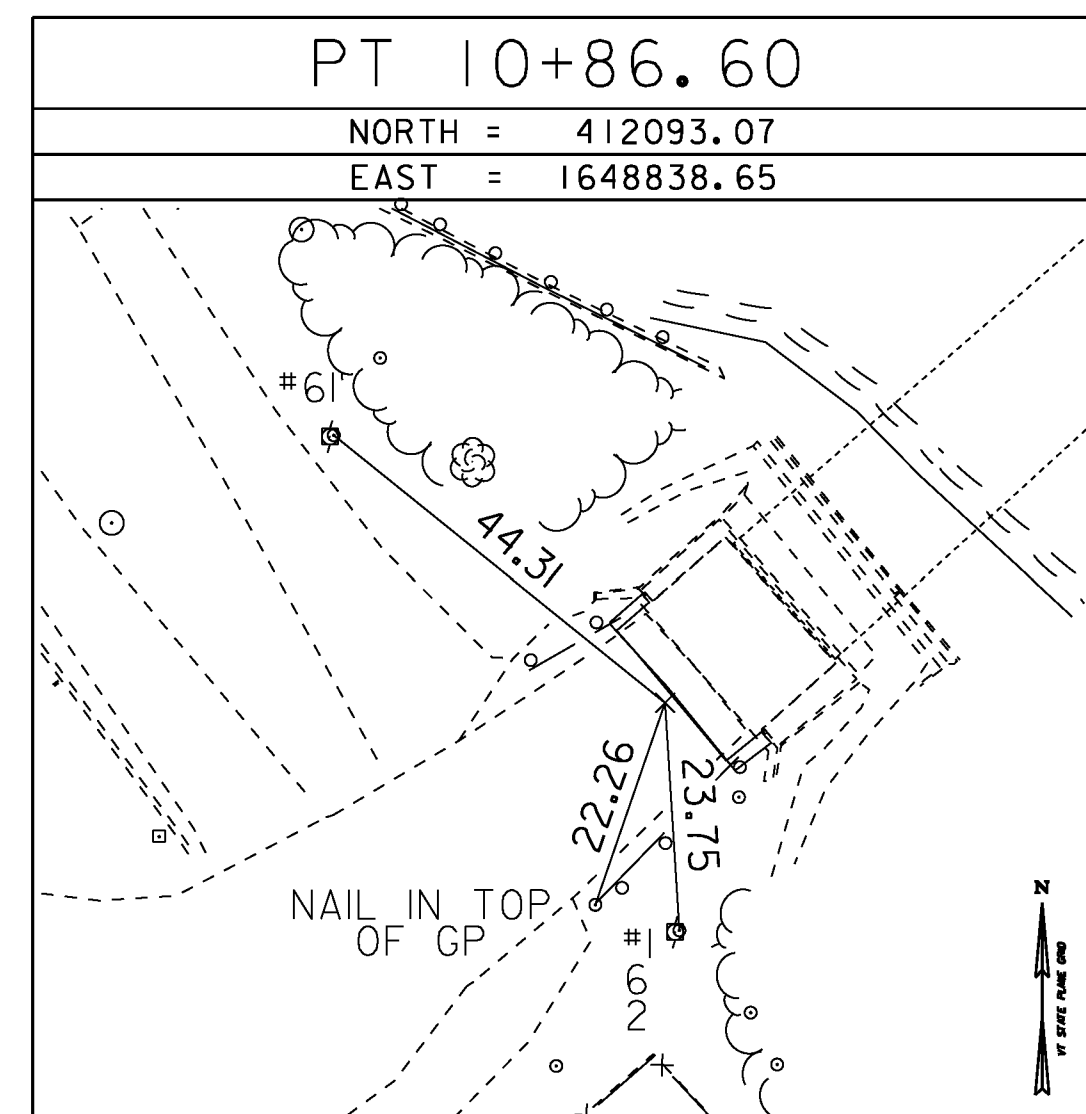 PT 10+86.60
NORTH = 412093.07
EAST = 1648838.65
#61
44.31
22.26
23.75
NAIL IN TOP
OF GP
#1
6
2
N
VT STATE PLANE GRID